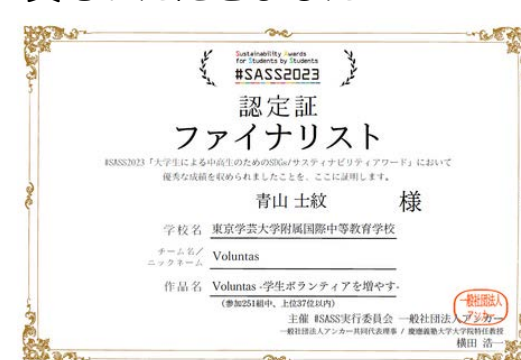 Sustainability Awards
for Students by Students
#SASS2023
認定証
ファイナリスト
#SASS2023「大学生による中高生のためのSDGs/サスティナビリティアワード」において
優秀な成績を収められましたことを、ここに証明します。
青山 士紋 様
学校名 東京学芸大学附属国際中等教育学校
チーム名/
ニックネーム Voluntas
作品名 Voluntas -学生ボランティアを増やす-
(参加251組中、上位37位以内)
主催 #SASS実行委員会 一般社団法人アンカー
一般社団法人アンカー共同代表理事 / 慶應義塾大学大学院特任教授
横田 浩一
一般社団法人
アンカー